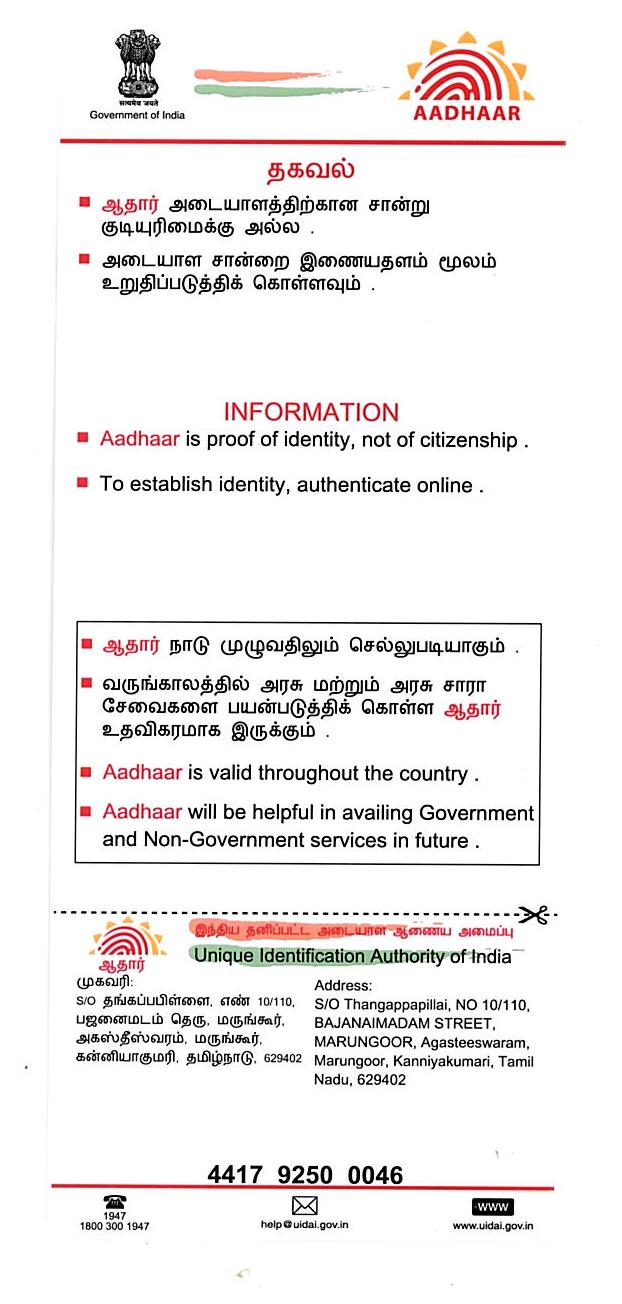 सत्यमेव जयते
Government of India
AADHAAR
தகவல்
ஆதார் அடையாளத்திற்கான சான்று
குடியுரிமைக்கு அல்ல .
அடையாள சான்றை இணையதளம் மூலம்
உறுதிப்படுத்திக் கொள்ளவும் .
INFORMATION
Aadhaar is proof of identity, not of citizenship .
To establish identity, authenticate online .
ஆதார் நாடு முழுவதிலும் செல்லுபடியாகும் .
வருங்காலத்தில் அரசு மற்றும் அரசு சாரா
சேவைகளை பயன்படுத்திக் கொள்ள ஆதார்
உதவிகரமாக இருக்கும் .
Aadhaar is valid throughout the country .
Aadhaar will be helpful in availing Government
and Non-Government services in future .
இந்திய தனிப்பட்ட அடையாள ஆணைய அமைப்பு
Unique Identification Authority of India
ஆதார்
முகவரி:
S/O தங்கப்பபிள்ளை, எண் 10/110,
பஜனைமடம் தெரு, மருங்கூர்,
அகஸ்தீஸ்வரம், மருங்கூர்,
கன்னியாகுமரி, தமிழ்நாடு, 629402
Address:
S/O Thangappapillai, NO 10/110,
BAJANAIMADAM STREET,
MARUNGOOR, Agasteeswaram,
Marungoor, Kanniyakumari, Tamil
Nadu, 629402
4417 9250 0046
1947
1800 300 1947
help@uidai.gov.in
WWW
www.uidai.gov.in